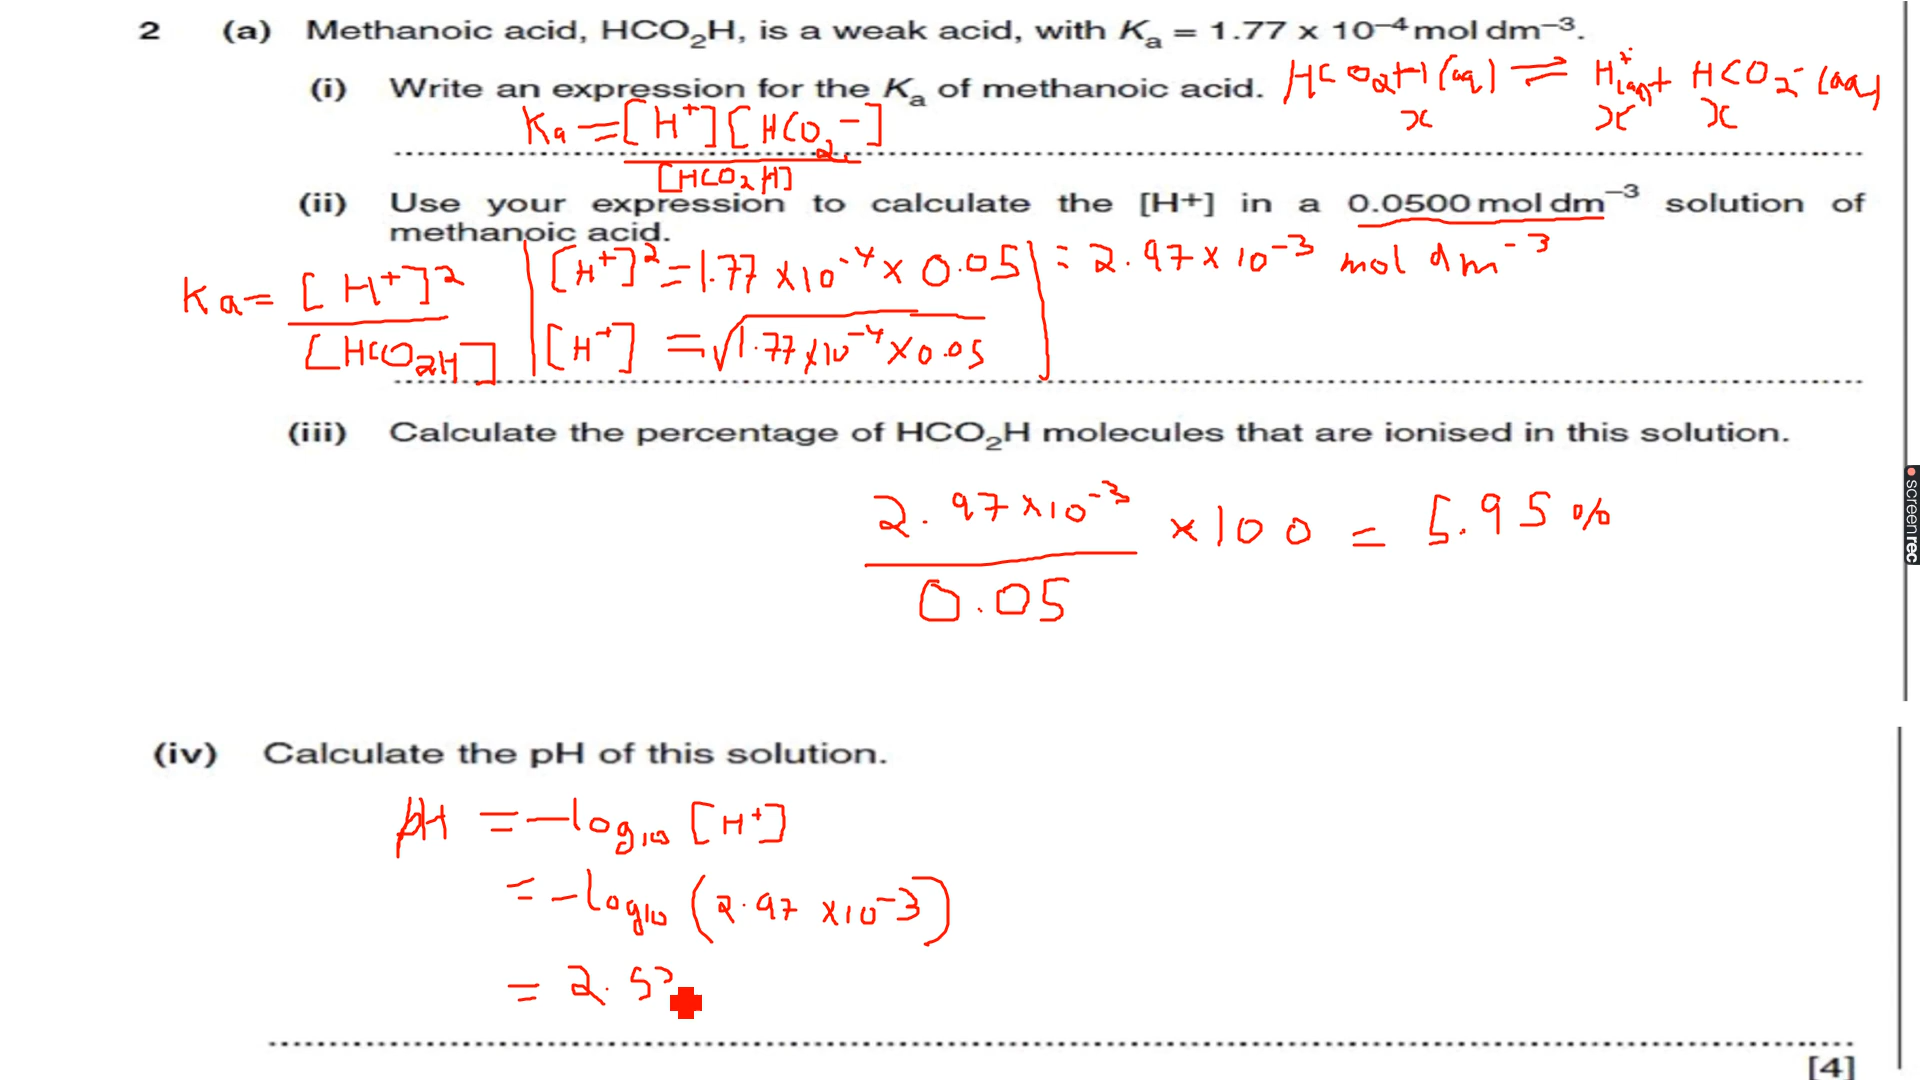 2 (a) Methanoic acid, HCO₂H, is a weak acid, with Kₐ = 1.77 x 10⁻⁴ mol dm⁻³.
HCO₂H (aq) ⇌ H⁺(aq) + HCO₂⁻ (aq)
x x x
(i) Write an expression for the Kₐ of methanoic acid.
Ka = [H⁺][HCO₂⁻]
[HCO₂H]
(ii) Use your expression to calculate the [H+] in a 0.0500 mol dm⁻³ solution of
methanoic acid.
Ka = [H⁺]²
[HCO₂H]
[H⁺]² = 1.77 × 10⁻⁴ × 0.05
[H⁺] = √1.77 × 10⁻⁴ × 0.05
= 2.97 × 10⁻³ mol dm⁻³
(iii) Calculate the percentage of HCO₂H molecules that are ionised in this solution.
2.97 × 10⁻³
× 100 = 5.95 %
0.05
(iv) Calculate the pH of this solution.
pH = -log₁₀ [H⁺]
= -log₁₀ (2.97 × 10⁻³)
= 2.5
[4]
screenrec